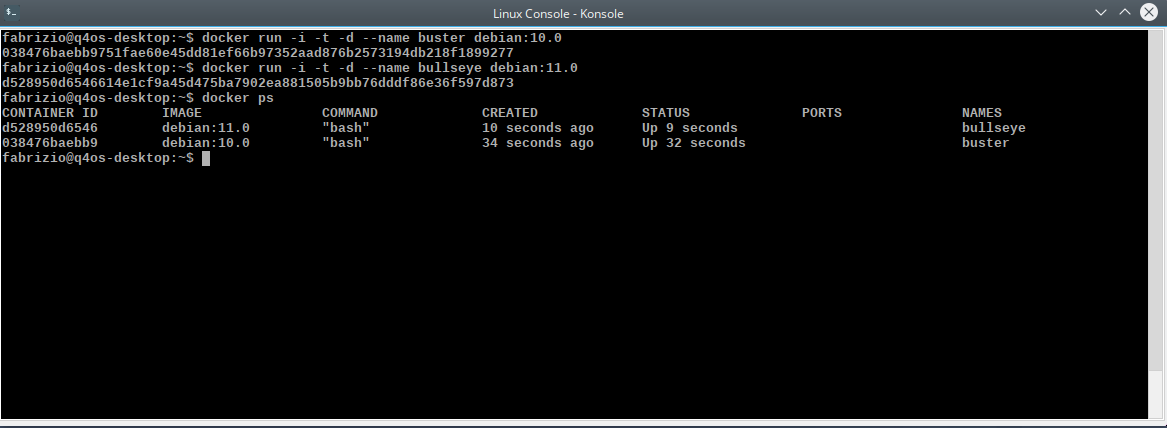 Linux Console - Konsole
fabrizio@q4os-desktop:~$ docker run -i -t -d --name buster debian:10.0
038476baebb9751fae60e45dd81ef66b97352aad876b2573194db218f1899277
fabrizio@q4os-desktop:~$ docker run -i -t -d --name bullseye debian:11.0
d528950d6546614e1cf9a45d475ba7902ea881505b9bb76dddf86e36f597d873
fabrizio@q4os-desktop:~$ docker ps
CONTAINER ID        IMAGE               COMMAND             CREATED             STATUS              PORTS               NAMES
d528950d6546        debian:11.0         "bash"              10 seconds ago      Up 9 seconds                            bullseye
038476baebb9        debian:10.0         "bash"              34 seconds ago      Up 32 seconds                           buster
fabrizio@q4os-desktop:~$